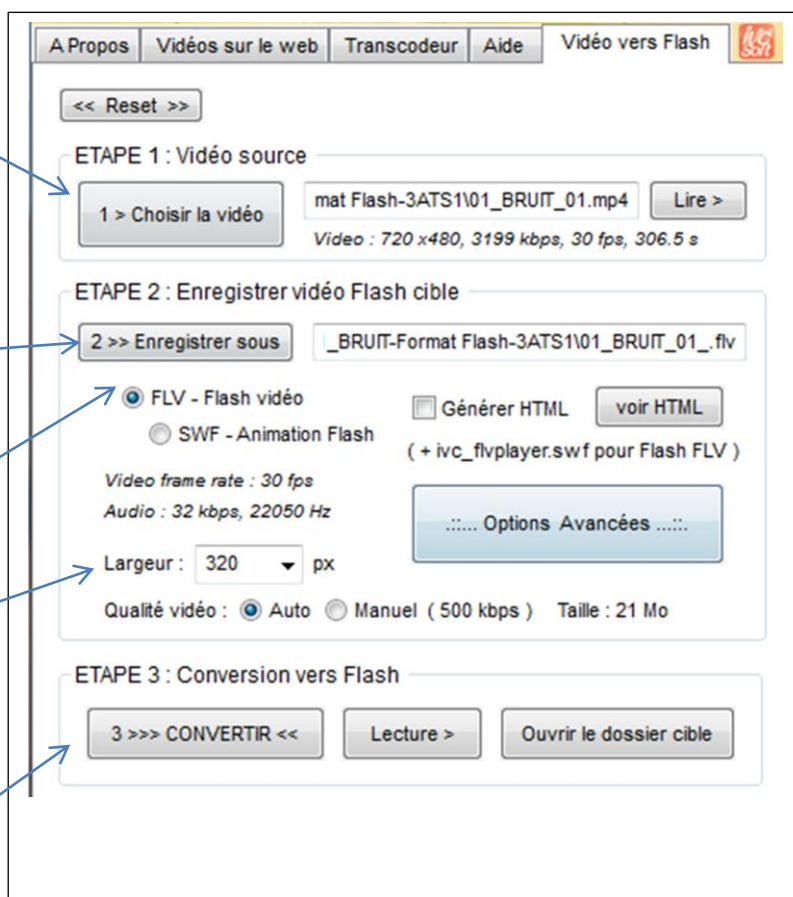 A Propos Vidéos sur le web Transcodeur Aide Vidéo vers Flash ivc soft
<< Reset >>
ETAPE 1 : Vidéo source
1 > Choisir la vidéo mat Flash-3ATS1\01_BRUIT_01.mp4 Lire >
Video : 720 x480, 3199 kbps, 30 fps, 306.5 s
ETAPE 2 : Enregistrer vidéo Flash cible
2 >> Enregistrer sous _BRUIT-Format Flash-3ATS1\01_BRUIT_01_.flv
FLV - Flash vidéo Générer HTML voir HTML
SWF - Animation Flash ( + ivc_flvplayer.swf pour Flash FLV )
Video frame rate : 30 fps
Audio : 32 kbps, 22050 Hz .::... Options Avancées ...::.
Largeur : 320 px
Qualité vidéo : Auto Manuel ( 500 kbps ) Taille : 21 Mo
ETAPE 3 : Conversion vers Flash
3 >>> CONVERTIR << Lecture > Ouvrir le dossier cible